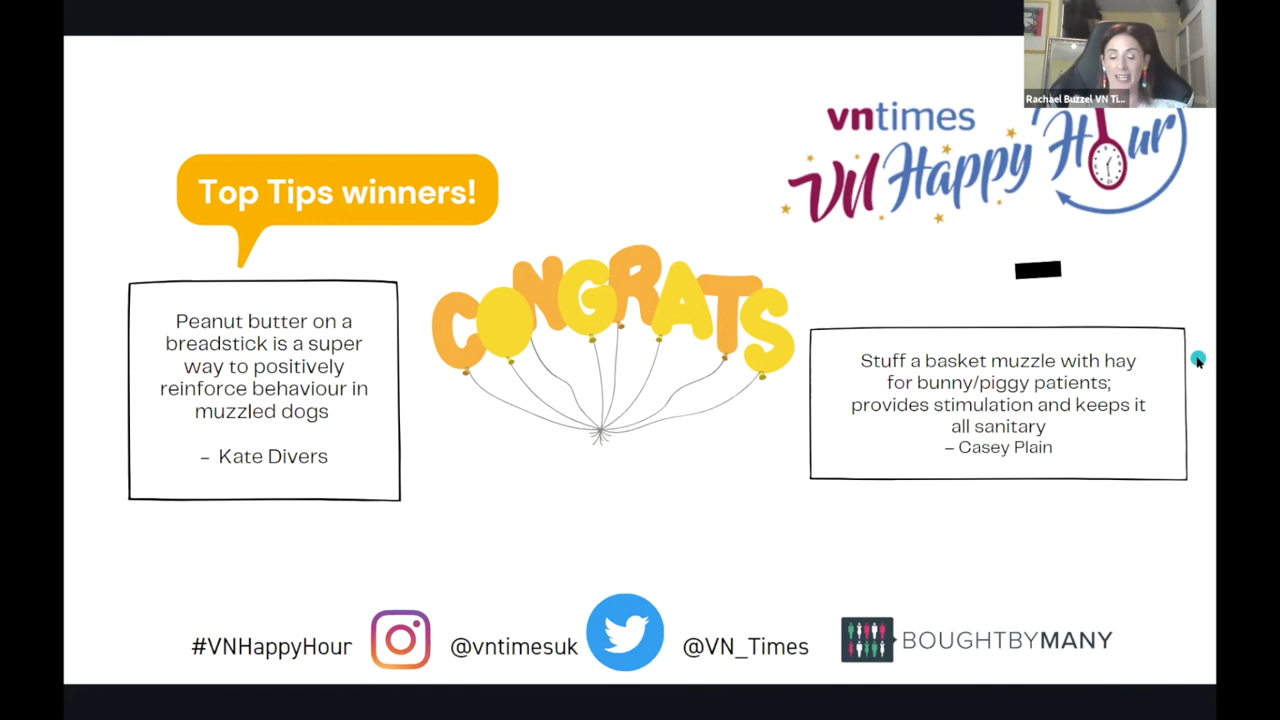 Rachael Buzzel VN Ti...
vntimes
VN Happy Hour
Top Tips winners!
CONGRATS
Peanut butter on a
breadstick is a super
way to positively
reinforce behaviour in
muzzled dogs
– Kate Divers
Stuff a basket muzzle with hay
for bunny/piggy patients;
provides stimulation and keeps it
all sanitary
– Casey Plain
#VNHappyHour
@vntimesuk
@VN_Times
BOUGHTBYMANY